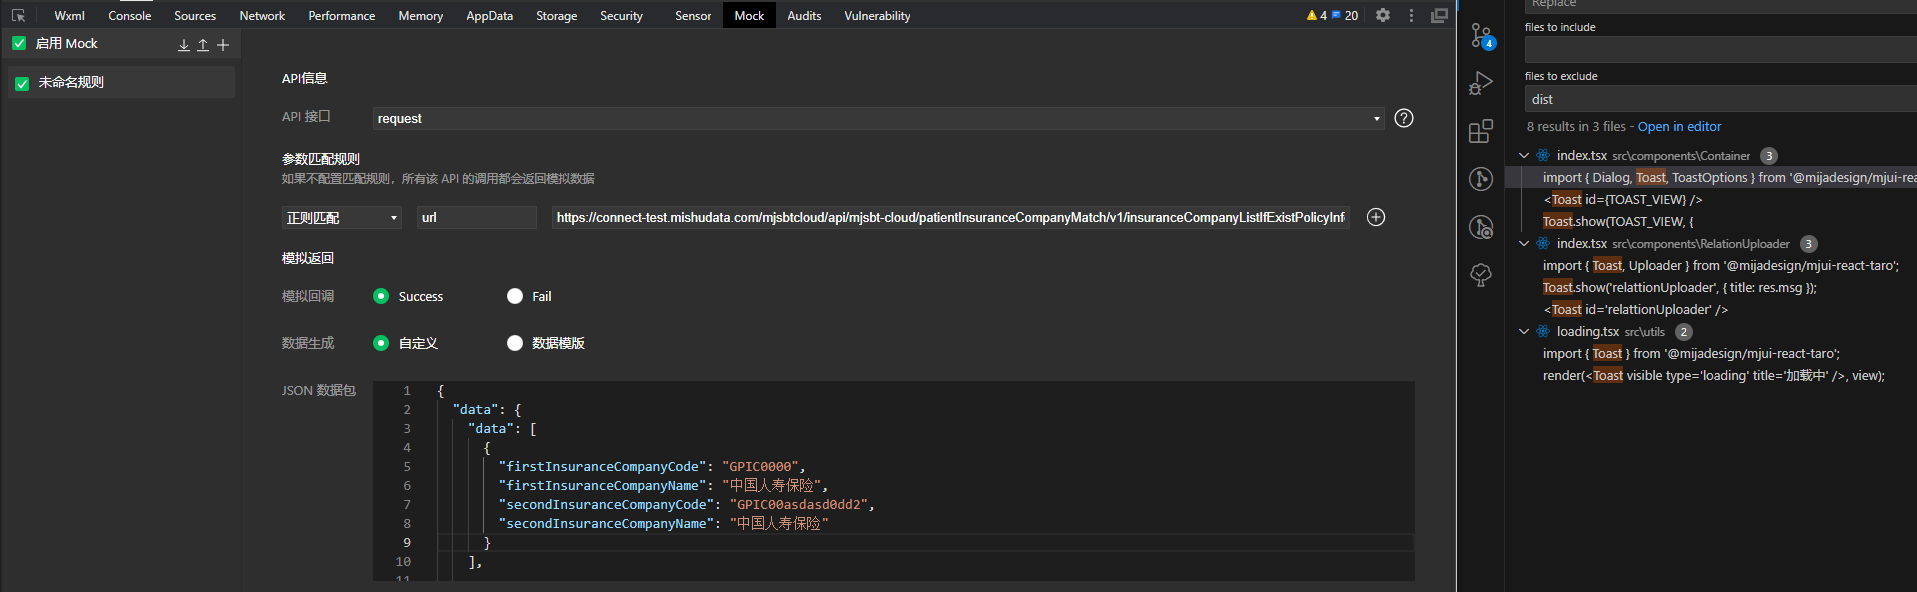 Wxml Console Sources Network Performance Memory AppData Storage Security Sensor Mock Audits Vulnerability 4 20
启用 Mock
未命名规则
API信息
API 接口 request
参数匹配规则
如果不配置匹配规则，所有该 API 的调用都会返回模拟数据
正则匹配 url https://connect-test.mishudata.com/mjsbtcloud/api/mjsbt-cloud/patientInsuranceCompanyMatch/v1/insuranceCompanyListIfExistPolicyInf
模拟返回
模拟回调 Success Fail
数据生成 自定义 数据模版
JSON 数据包
1 {
2 "data": {
3 "data": [
4 {
5 "firstInsuranceCompanyCode": "GPIC0000",
6 "firstInsuranceCompanyName": "中国人寿保险",
7 "secondInsuranceCompanyCode": "GPIC00asdasd0dd2",
8 "secondInsuranceCompanyName": "中国人寿保险"
9 }
10 ],
11
4
Replace
files to include
files to exclude
dist
8 results in 3 files - Open in editor
index.tsx src\components\Container 3
import { Dialog, Toast, ToastOptions } from '@mijadesign/mjui-rea
<Toast id={TOAST_VIEW} />
Toast.show(TOAST_VIEW, {
index.tsx src\components\RelationUploader 3
import { Toast, Uploader } from '@mijadesign/mjui-react-taro';
Toast.show('relattionUploader', { title: res.msg });
<Toast id='relattionUploader' />
loading.tsx src\utils 2
import { Toast } from '@mijadesign/mjui-react-taro';
render(<Toast visible type='loading' title='加载中' />, view);